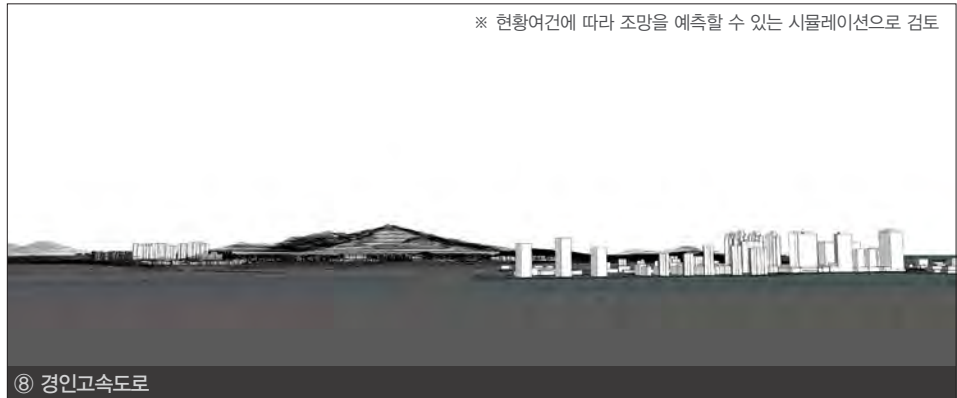 ※ 현황여건에 따라 조망을 예측할 수 있는 시뮬레이션으로 검토
⑧ 경인고속도로